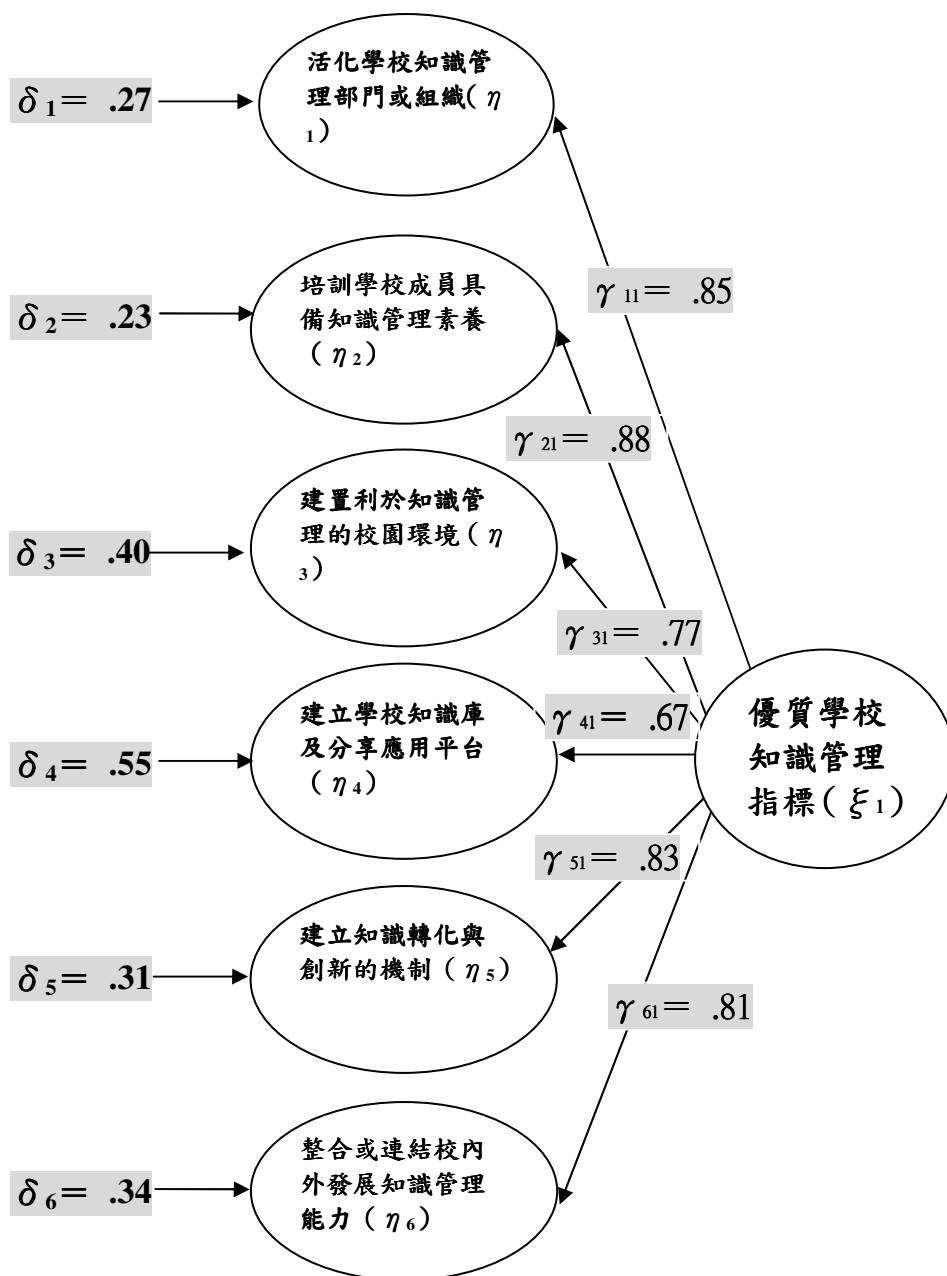 活化學校知識管
理部門或組織(η
1)
δ1＝ .27
培訓學校成員具
備知識管理素養
(η2)
δ2＝ .23
γ11＝ .85
γ21＝ .88
建置利於知識管
理的校園環境(η
3)
δ3＝ .40
γ31＝ .77
建立學校知識庫
及分享應用平台
(η4)
δ4＝ .55
γ41＝ .67
優質學校
知識管理
指標(ξ1)
γ51＝ .83
建立知識轉化與
創新的機制(η5)
δ5＝ .31
γ61＝ .81
整合或連結校內
外發展知識管理
能力(η6)
δ6＝ .34